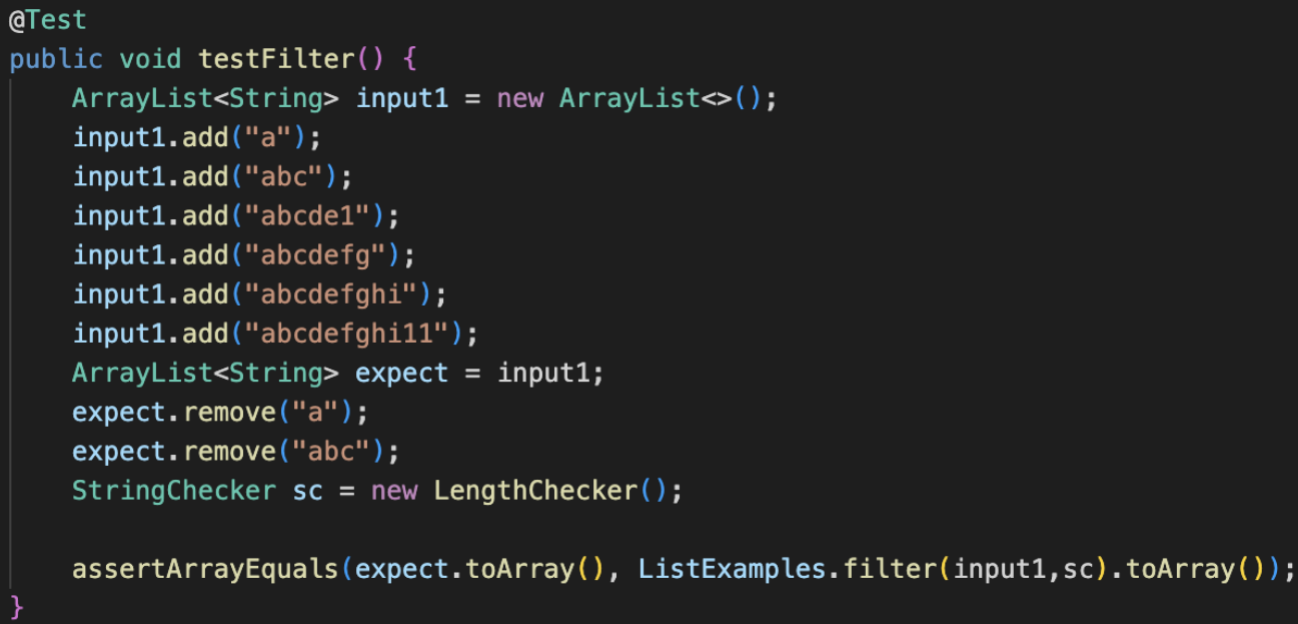 @Test
public void testFilter() {
    ArrayList<String> input1 = new ArrayList<>();
    input1.add("a");
    input1.add("abc");
    input1.add("abcde1");
    input1.add("abcdefg");
    input1.add("abcdefghi");
    input1.add("abcdefghi11");
    ArrayList<String> expect = input1;
    expect.remove("a");
    expect.remove("abc");
    StringChecker sc = new LengthChecker();

    assertArrayEquals(expect.toArray(), ListExamples.filter(input1,sc).toArray());
}